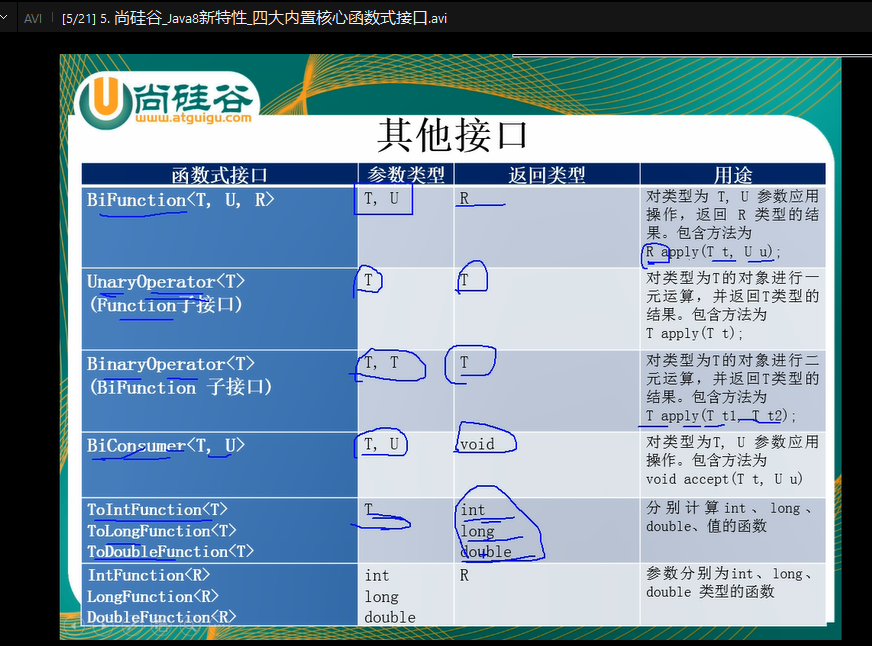 AVI [5/21] 5. 尚硅谷_Java8新特性_四大内置核心函数式接口.avi
尚硅谷
www.atguigu.com
其他接口
函数式接口 参数类型 返回类型 用途
BiFunction<T, U, R> T, U R 对类型为 T, U 参数应用
操作，返回 R 类型的结
果。包含方法为
R apply(T t, U u);
UnaryOperator<T> T T 对类型为T的对象进行一
(Function子接口) 元运算，并返回T类型的
结果。包含方法为
T apply(T t);
BinaryOperator<T> T, T T 对类型为T的对象进行二
(BiFunction 子接口) 元运算，并返回T类型的
结果。包含方法为
T apply(T t1, T t2);
BiConsumer<T, U> T, U void 对类型为T, U 参数应用
操作。包含方法为
void accept(T t, U u)
ToIntFunction<T> T int 分别计算int、long、
ToLongFunction<T> long double、值的函数
ToDoubleFunction<T> double
IntFunction<R> int R 参数分别为int、long、
LongFunction<R> long double 类型的函数
DoubleFunction<R> double